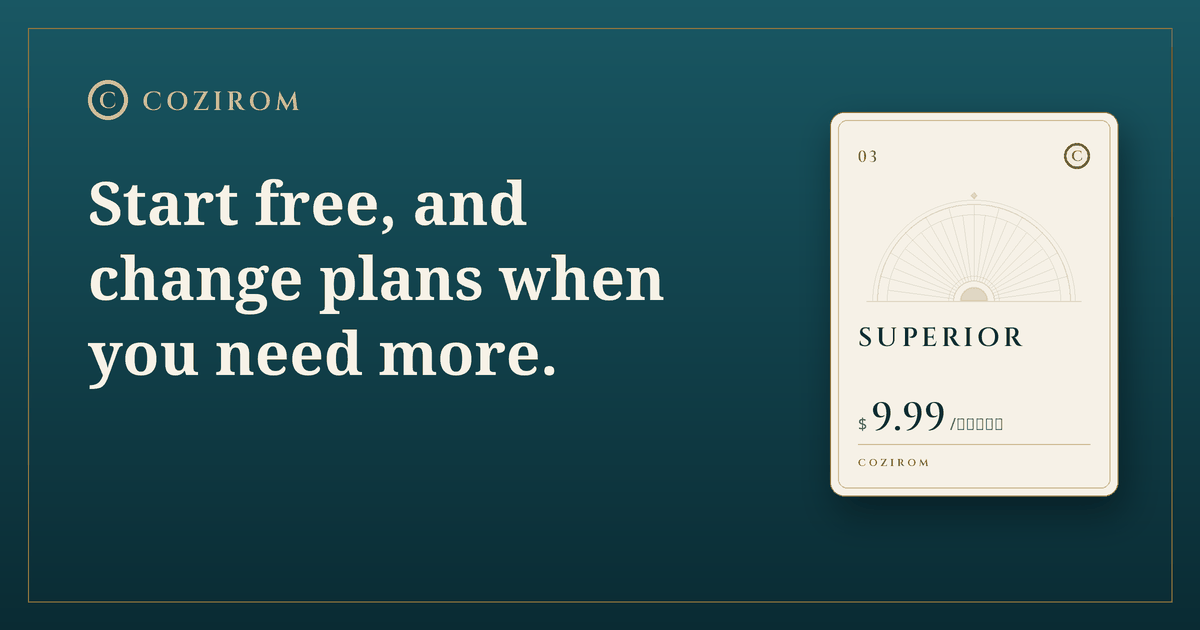 C COZIROM
Start free, and
change plans when
you need more.
03 C
SUPERIOR
$ 9.99 /
COZIROM